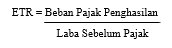 ETR = Beban Pajak Penghasilan
Laba Sebelum Pajak